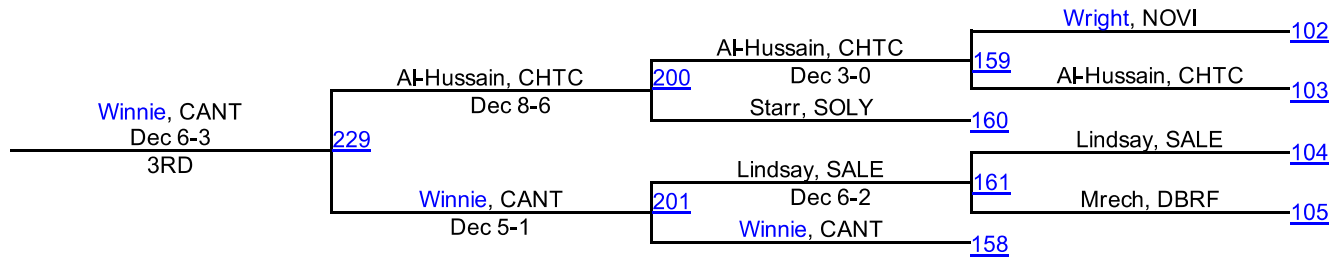 Wright, NOVI
102
Al-Hussain, CHTC
159
Dec 3-0
200
Al-Hussain, CHTC
103
Al-Hussain, CHTC
Dec 8-6
Starr, SOLY
160
Winnie, CANT
Dec 6-3
229
3RD
Lindsay, SALE
104
Lindsay, SALE
161
Dec 6-2
201
Mrech, DBRF
105
Winnie, CANT
Dec 5-1
Winnie, CANT
158